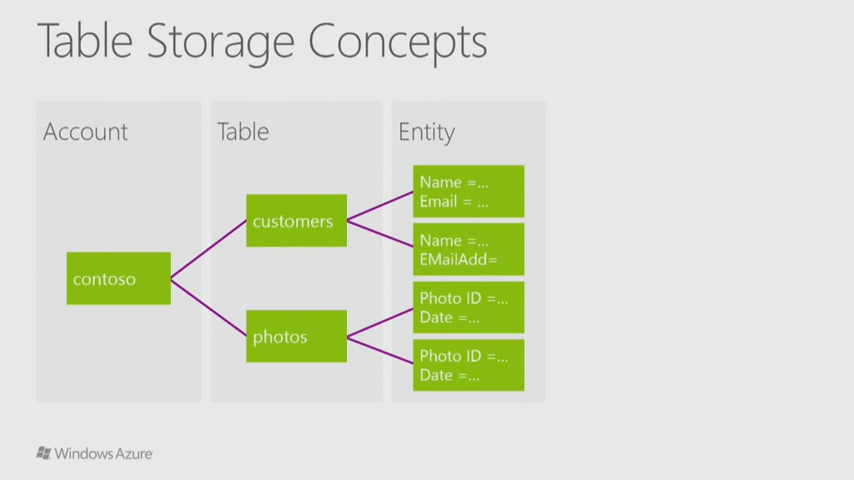 Table Storage Concepts
Account
Table
Entity
contoso
customers
photos
Name =...
Email = ...
Name =...
EMailAdd=
Photo ID =...
Date =...
Photo ID =...
Date =...
Windows Azure